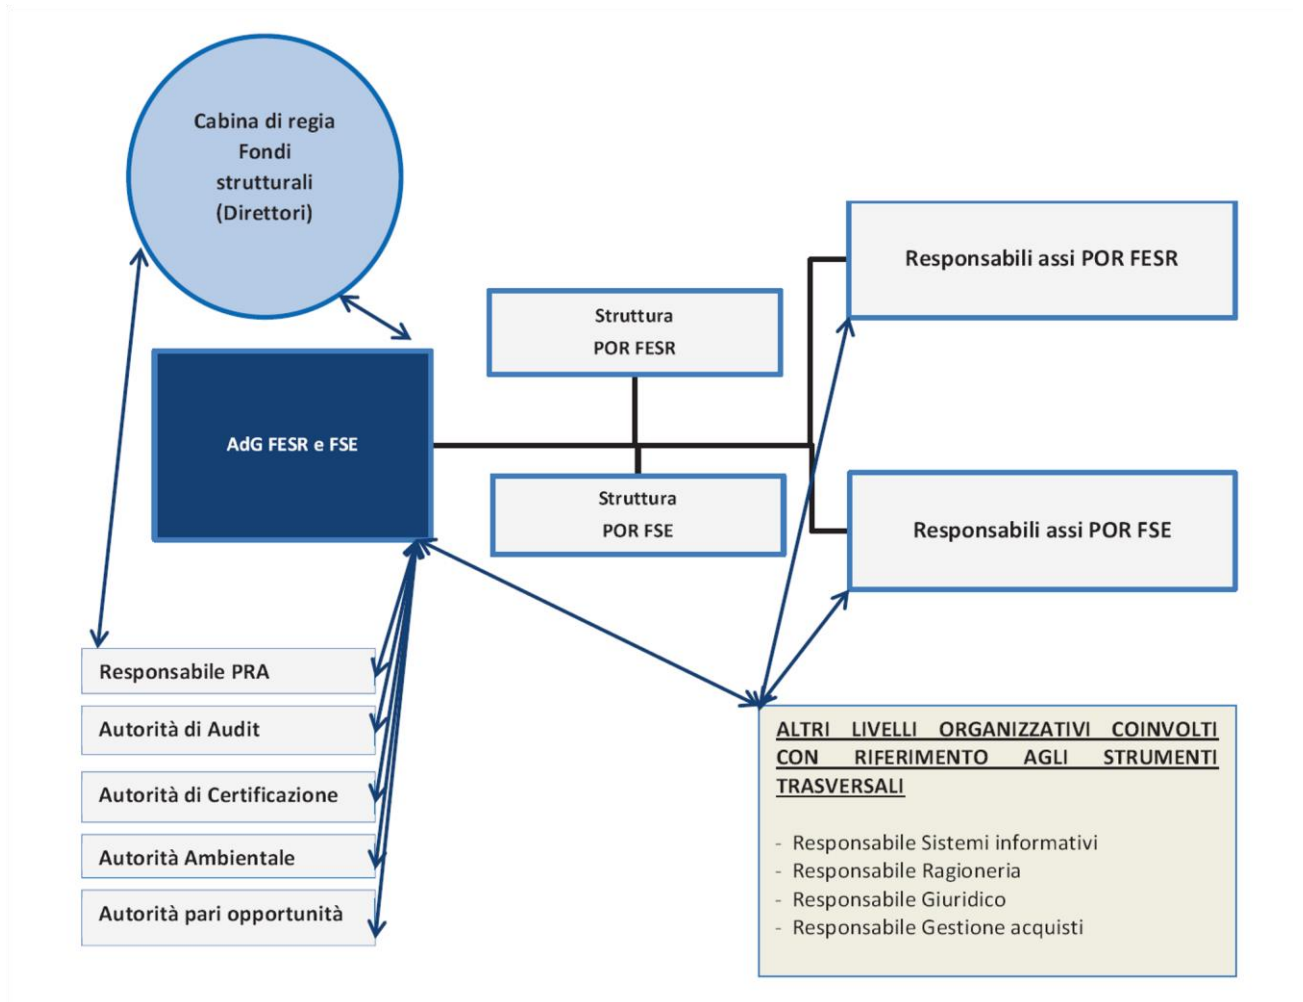 Cabina di regia
Fondi
strutturali
(Direttori)
Responsabili assi POR FESR
Struttura
POR FESR
AdG FESR e FSE
Struttura
POR FSE
Responsabili assi POR FSE
Responsabile PRA
Autorità di Audit
Autorità di Certificazione
Autorità Ambientale
Autorità pari opportunità
ALTRI LIVELLI ORGANIZZATIVI COINVOLTI
CON RIFERIMENTO AGLI STRUMENTI
TRASVERSALI
- Responsabile Sistemi informativi
- Responsabile Ragioneria
- Responsabile Giuridico
- Responsabile Gestione acquisti